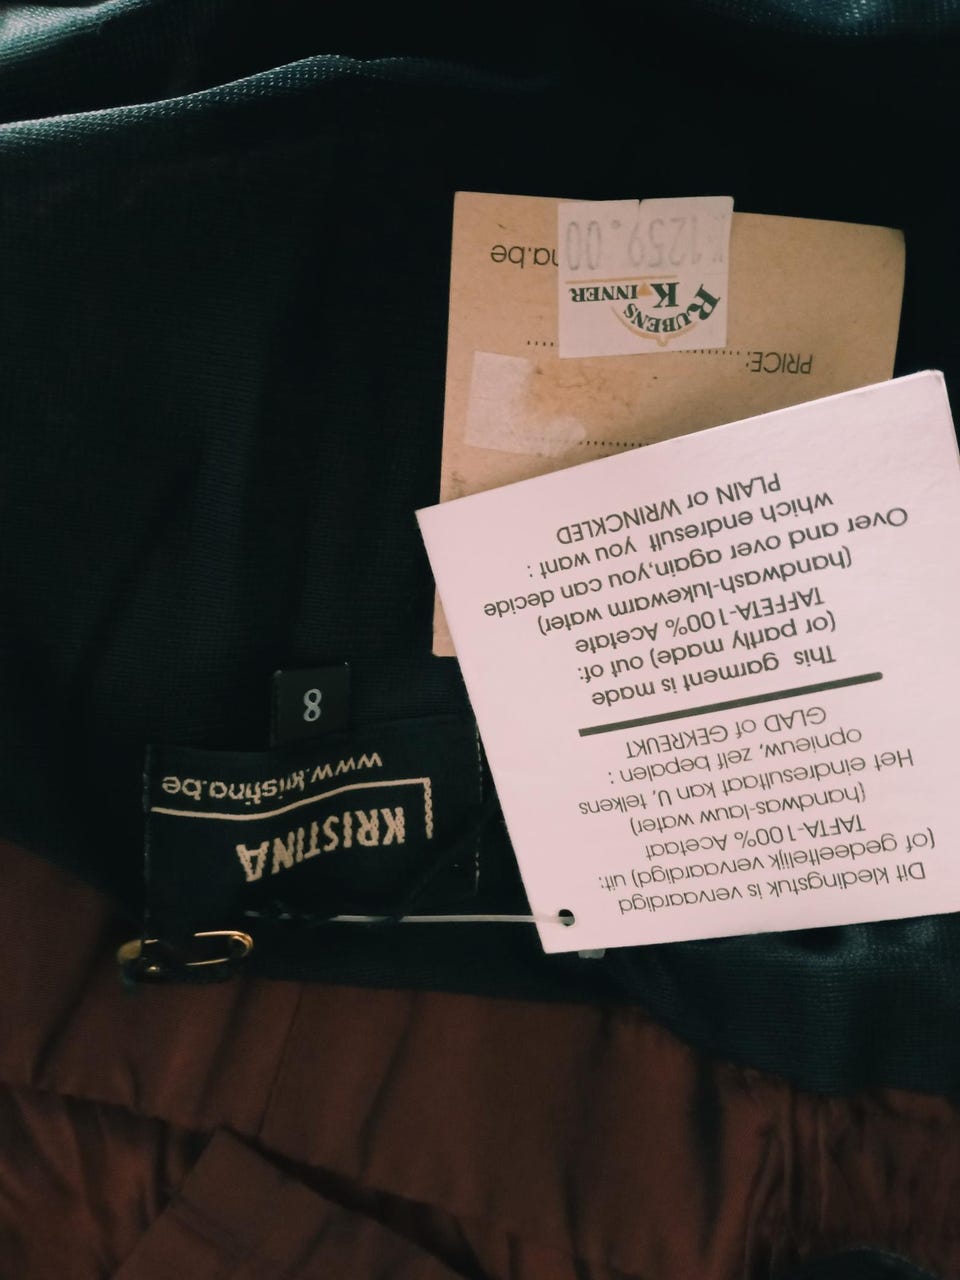 Dit kledingstuk is vervaardigd
(of gedeeltelijk vervaardigd) uit:
TAFTA-100% Acetaat
(handwas-lauw water)
Het eindresultaat kan U, telkens
opnieuw, zelf bepalen :
GLAD of GEKREUKT
This garment is made
(or partly made) out of:
TAFFETA-100% Acetate
(handwash-lukewarm water)
Over and over again,you can decide
which endresult you want :
PLAIN or WRINCKLED
KRISTINA
www.kristina.be
8
PRICE:
RUBENS
K
INNER
1259.00
na.be